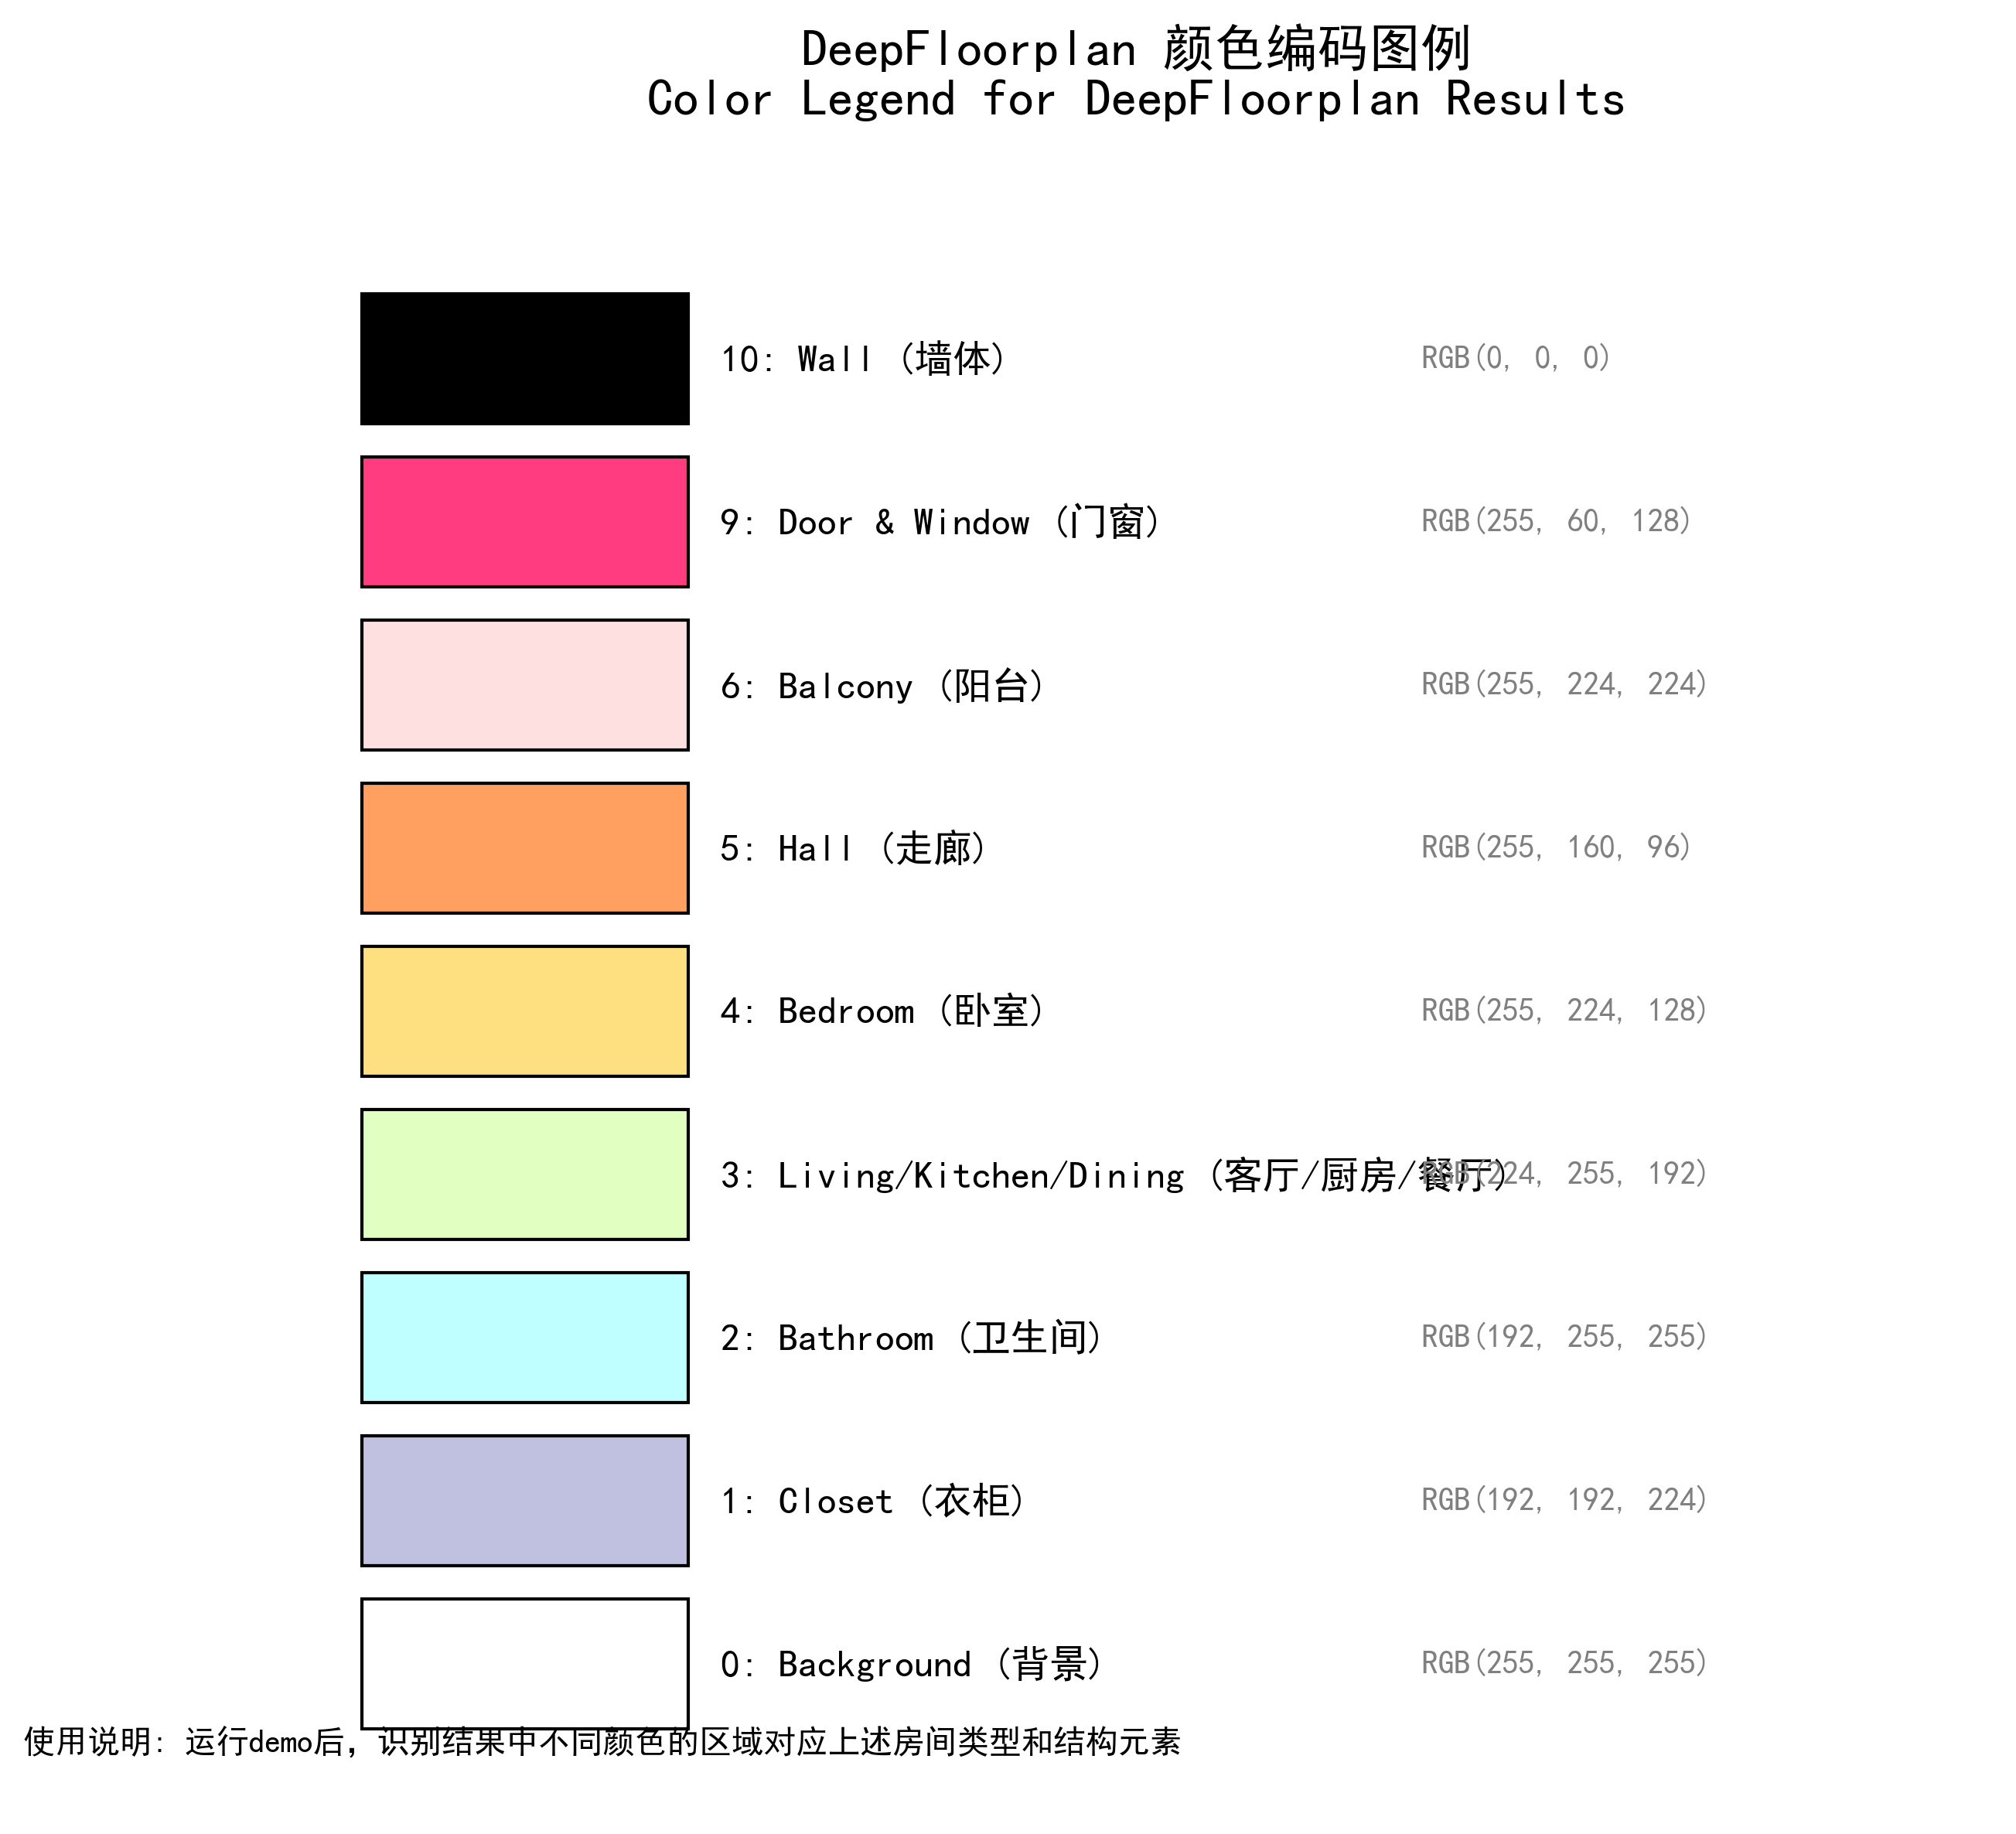 DeepFloorplan 颜色编码图例
Color Legend for DeepFloorplan Results
10: Wall (墙体) RGB(0, 0, 0)
9: Door & Window (门窗) RGB(255, 60, 128)
6: Balcony (阳台) RGB(255, 224, 224)
5: Hall (走廊) RGB(255, 160, 96)
4: Bedroom (卧室) RGB(255, 224, 128)
3: Living/Kitchen/Dining (客厅/厨房/餐厅) RGB(224, 255, 192)
2: Bathroom (卫生间) RGB(192, 255, 255)
1: Closet (衣柜) RGB(192, 192, 224)
0: Background (背景) RGB(255, 255, 255)
使用说明: 运行demo后，识别结果中不同颜色的区域对应上述房间类型和结构元素